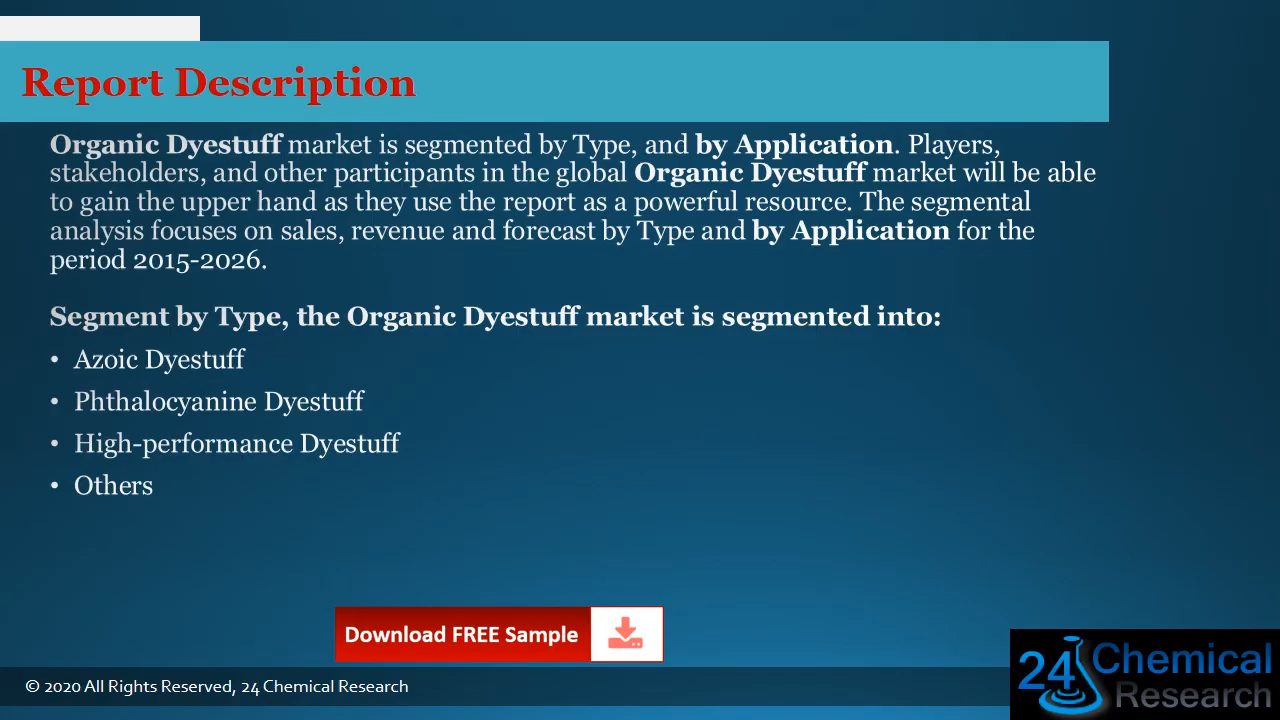 Report Description
Organic Dyestuff market is segmented by Type, and by Application. Players,
stakeholders, and other participants in the global Organic Dyestuff market will be able
to gain the upper hand as they use the report as a powerful resource. The segmental
analysis focuses on sales, revenue and forecast by Type and by Application for the
period 2015-2026.
Segment by Type, the Organic Dyestuff market is segmented into:
• Azoic Dyestuff
• Phthalocyanine Dyestuff
• High-performance Dyestuff
• Others
Download FREE Sample
© 2020 All Rights Reserved, 24 Chemical Research
24 Chemical
Research